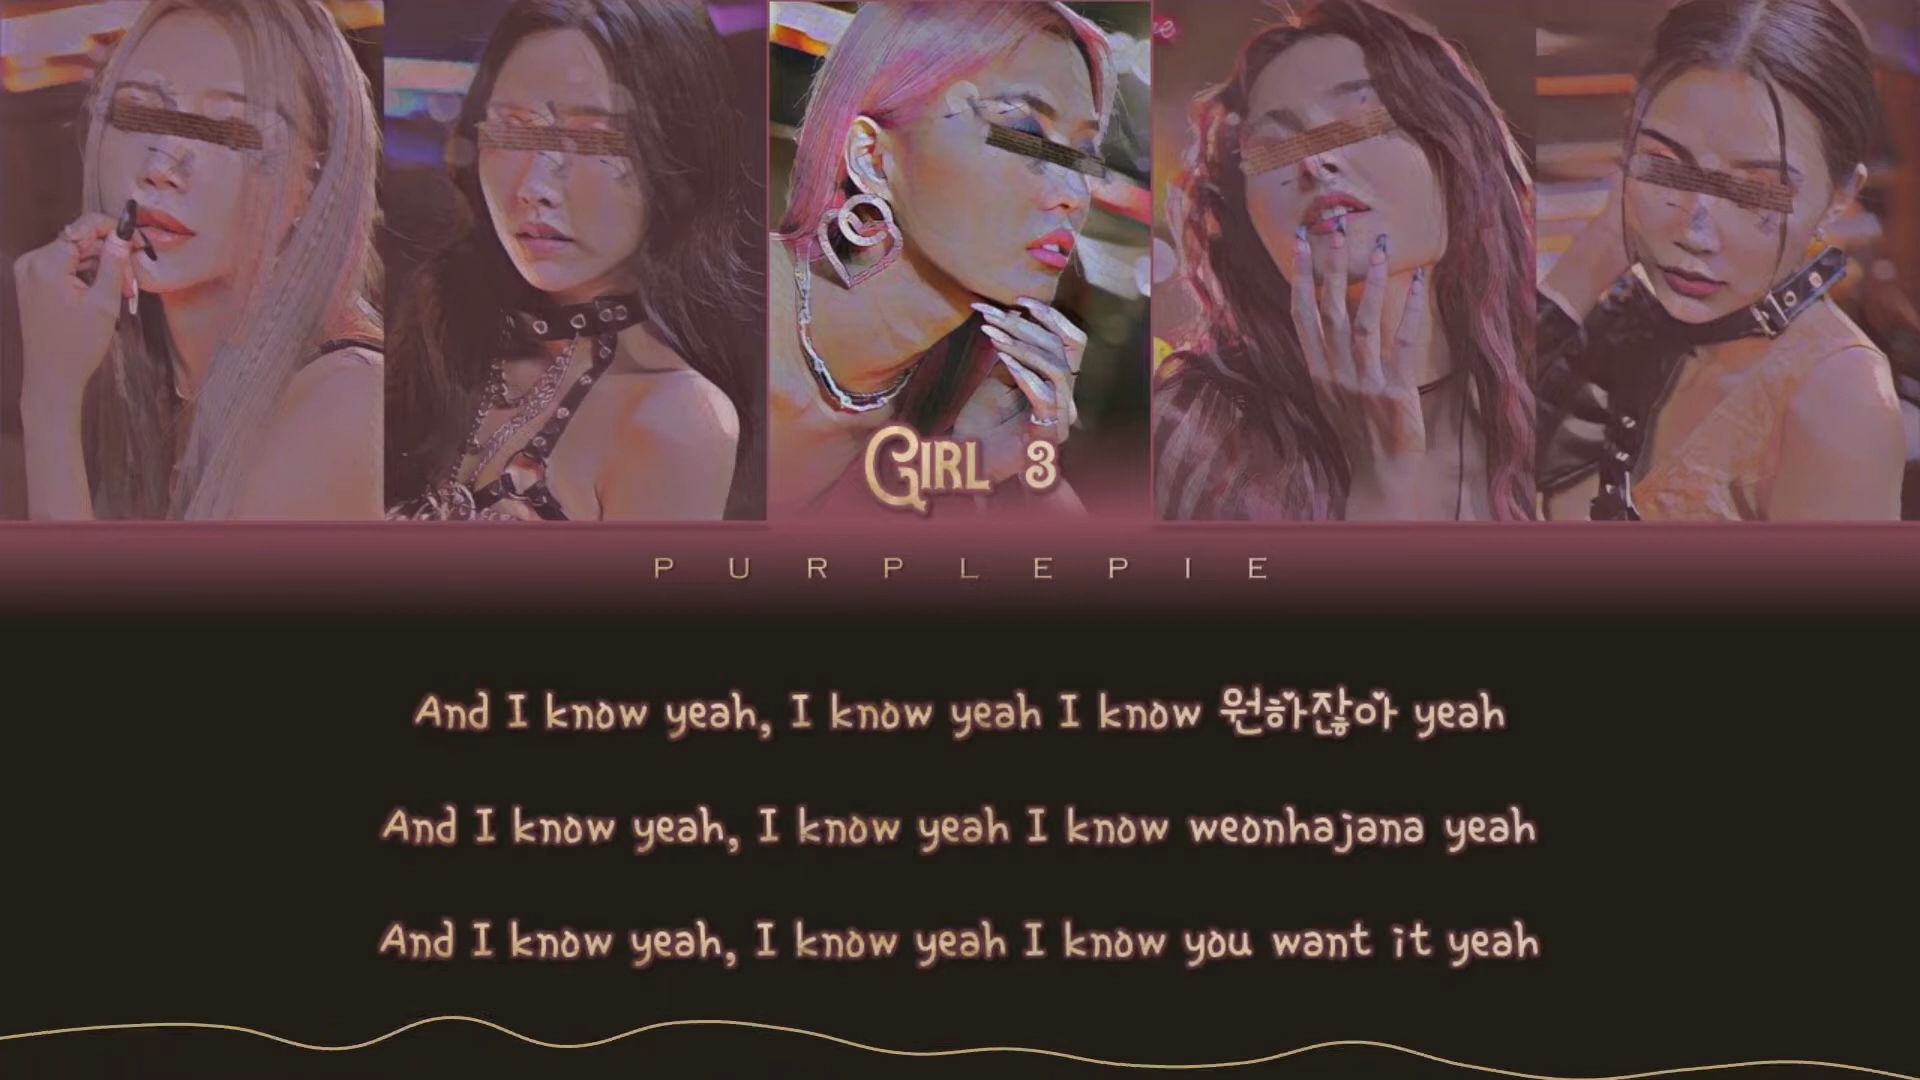 GIRL 3
PURPLEPIE
And I know yeah, I know yeah I know 원하잖아 yeah
And I know yeah, I know yeah I know weonhajana yeah
And I know yeah, I know yeah I know you want it yeah